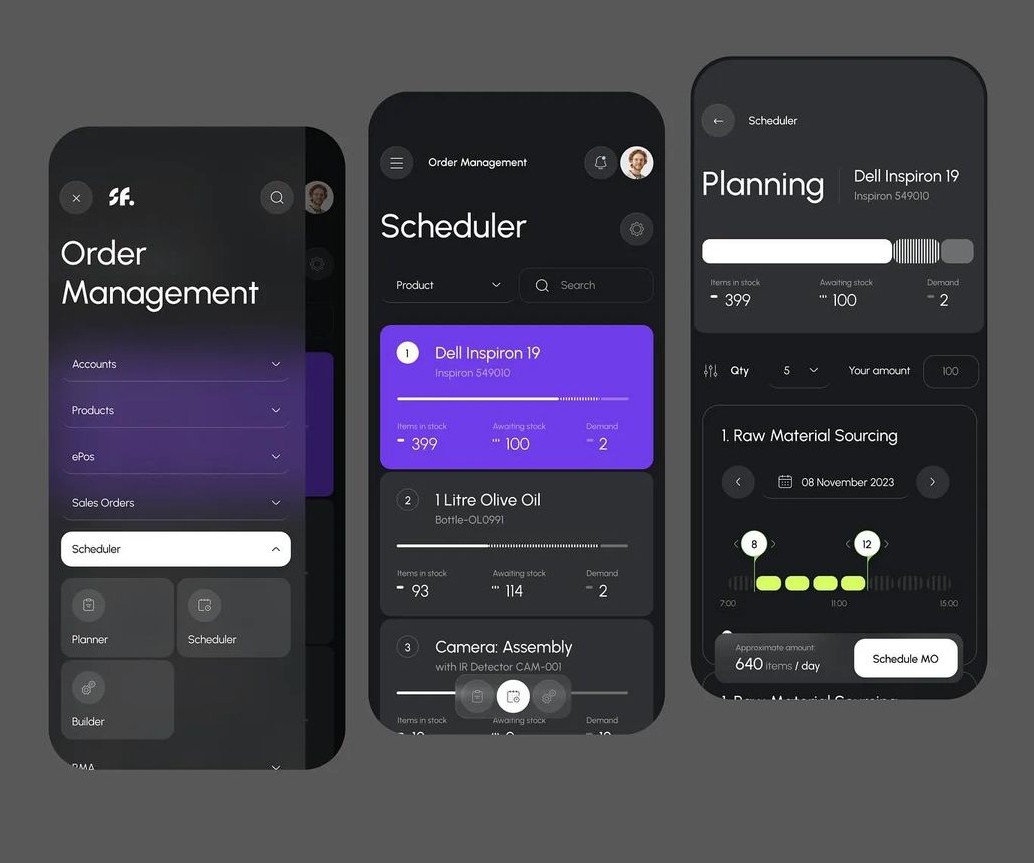 SF.
Order
Management
Accounts
Products
ePos
Sales Orders
Scheduler
Planner
Scheduler
Builder
RMA
Order Management
Scheduler
Product
Search
1
Dell Inspiron 19
Inspiron 549010
Items in stock
Awaiting stock
Demand
399
100
2
2
1 Litre Olive Oil
Bottle-OL0991
Items in stock
Awaiting stock
Demand
93
114
2
3
Camera: Assembly
with IR Detector CAM-001
Items in stock
Awaiting stock
Demand
Scheduler
Planning
Dell Inspiron 19
Inspiron 549010
Items in stock
Awaiting stock
Demand
399
100
2
Qty
5
Your amount
100
1. Raw Material Sourcing
08 November 2023
8
12
7:00
11:00
15:00
Approximate amount:
640 items / day
Schedule MO
1. Raw Material Sourcing